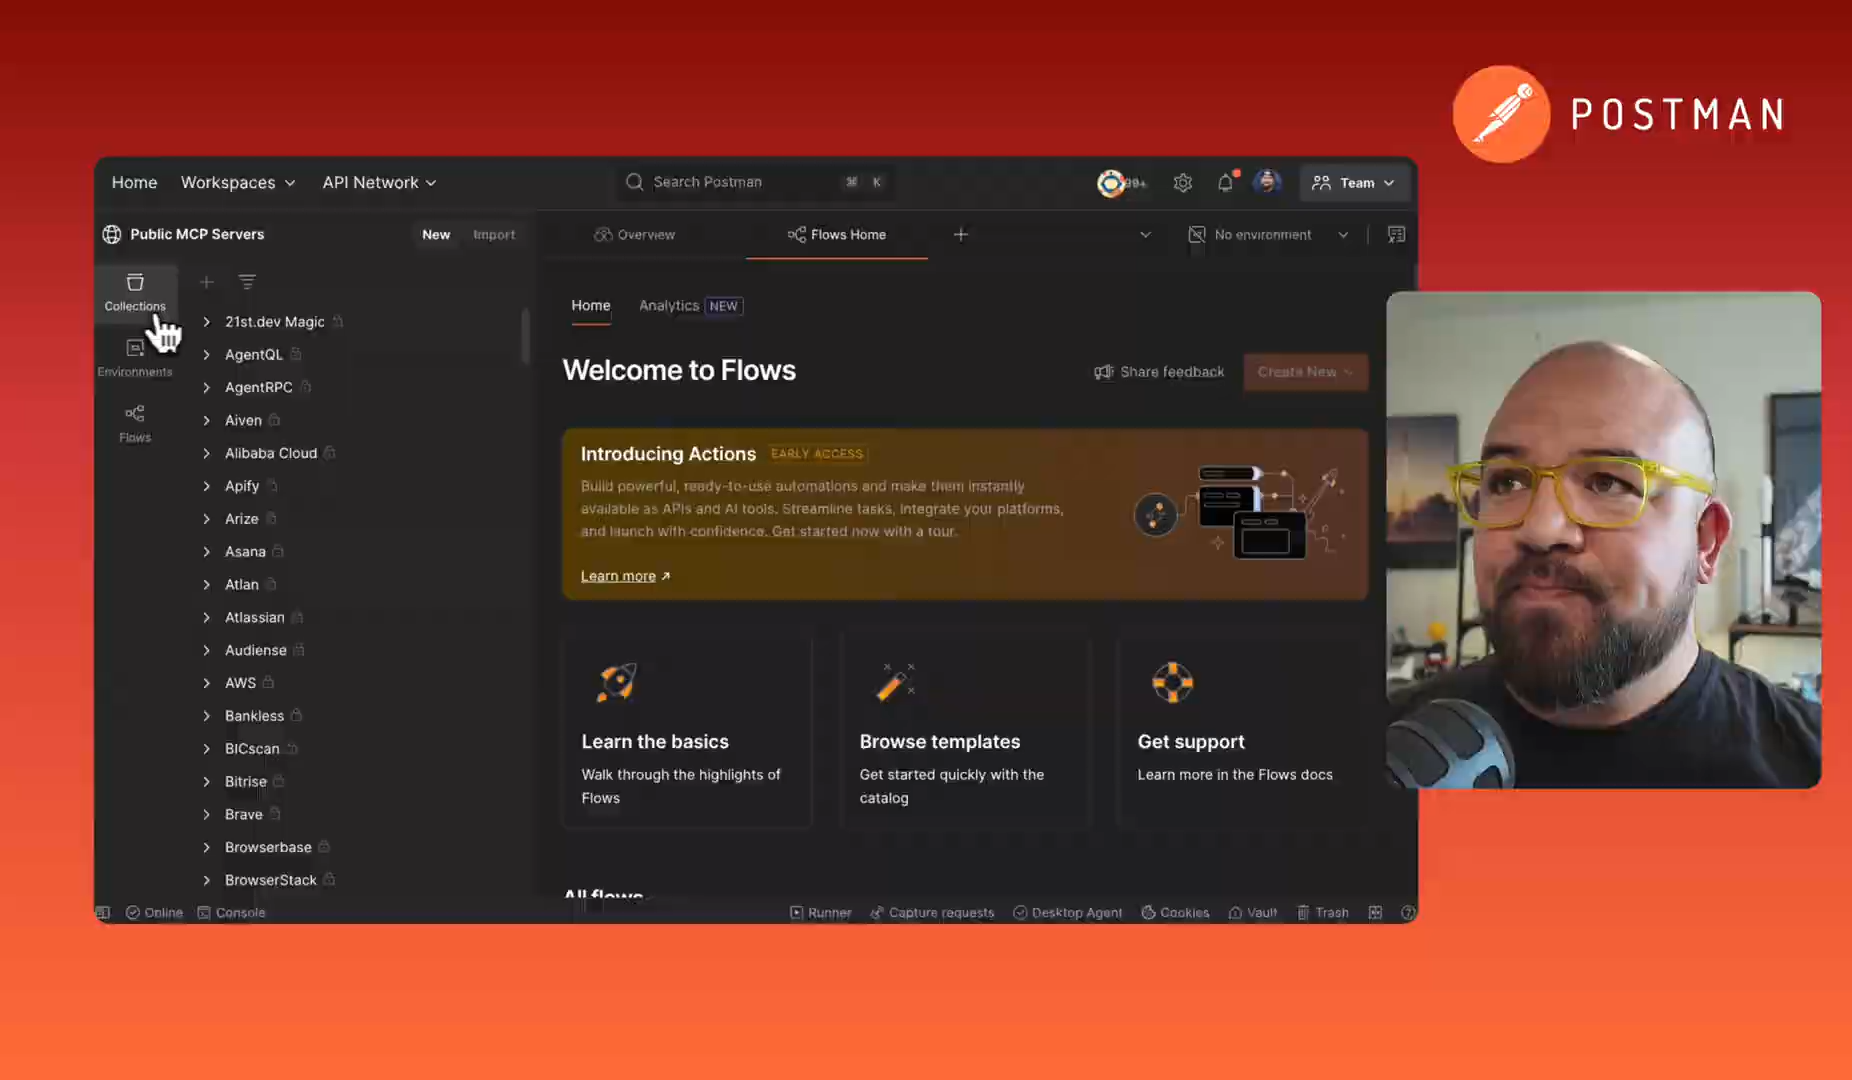 POSTMAN
Home Workspaces API Network Search Postman ⌘ K 99+ Team
Public MCP Servers New Import Overview Flows Home No environment
Collections
Environments
Flows
21st.dev Magic
AgentQL
AgentRPC
Aiven
Alibaba Cloud
Apify
Arize
Asana
Atlan
Atlassian
Audiense
AWS
Bankless
BICscan
Bitrise
Brave
Browserbase
BrowserStack
Home Analytics NEW
Welcome to Flows Share feedback Create New
Introducing Actions EARLY ACCESS
Build powerful, ready-to-use automations and make them instantly
available as APIs and AI tools. Streamline tasks, integrate your platforms,
and launch with confidence. Get started now with a tour.
Learn more
Learn the basics
Walk through the highlights of
Flows
Browse templates
Get started quickly with the
catalog
Get support
Learn more in the Flows docs
All flows
Online Console Runner Capture requests Desktop Agent Cookies Vault Trash